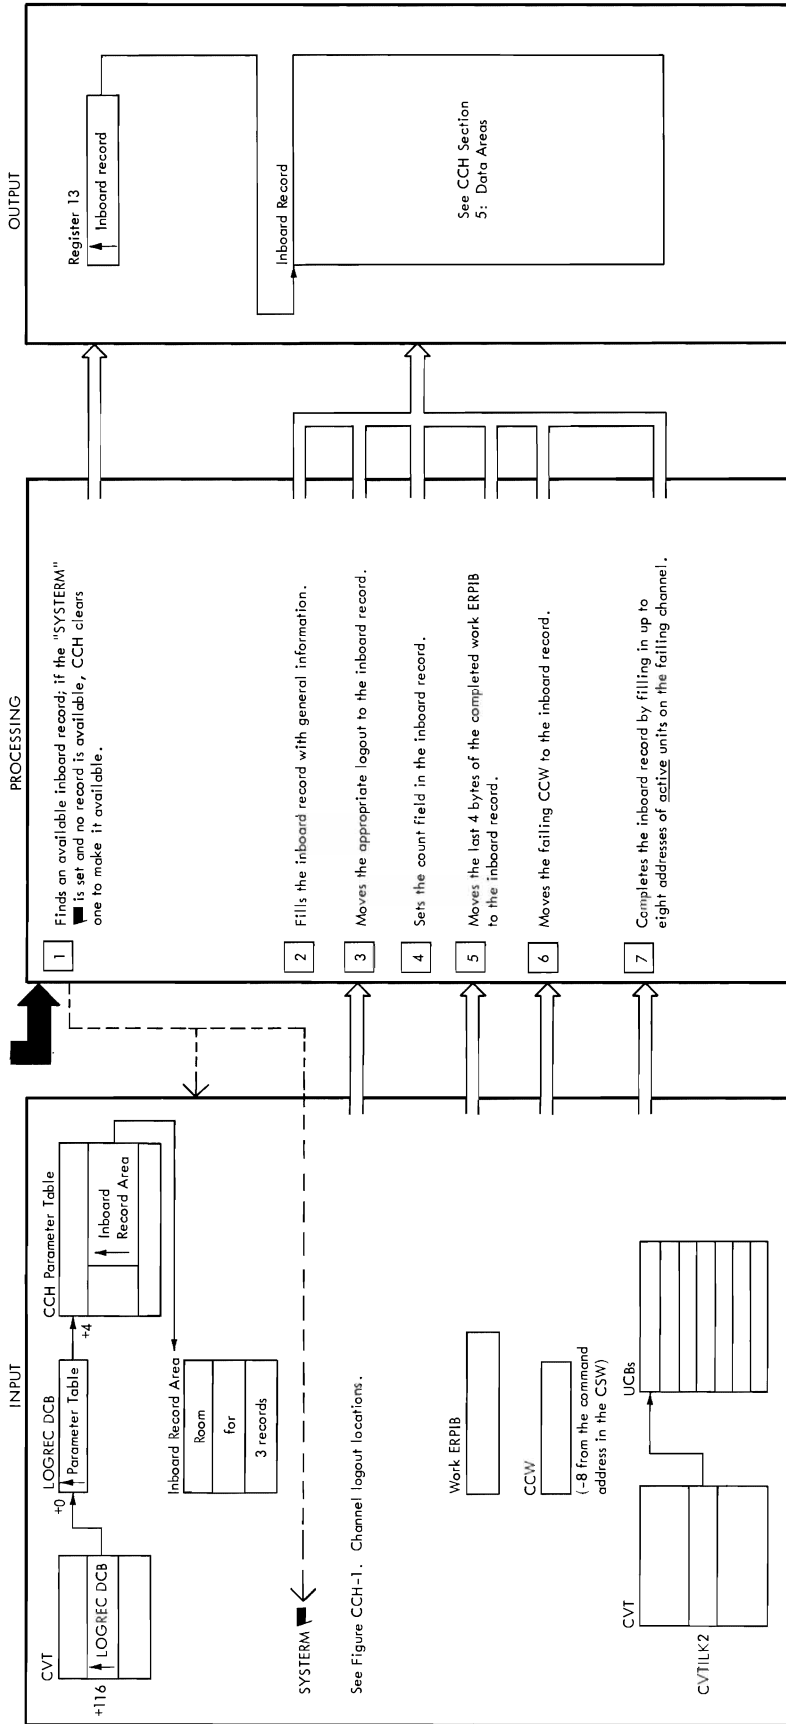 INPUT
CVT
+116
LOGREC DCB
LOGREC DCB
+0
Parameter Table
CCH Parameter Table
+4
Inboard
Record Area
Inboard Record Area
Room
for
3 records
SYSTERM
See Figure CCH-1. Channel logout locations.
Work ERPIB
CCW
(-8 from the command
address in the CSW)
CVT
CVTILK2
UCBs
PROCESSING
1
Finds an available inboard record; if the "SYSTERM"
is set and no record is available, CCH clears
one to make it available.
2
Fills the inboard record with general information.
3
Moves the appropriate logout to the inboard record.
4
Sets the count field in the inboard record.
5
Moves the last 4 bytes of the completed work ERPIB
to the inboard record.
6
Moves the failing CCW to the inboard record.
7
Completes the inboard record by filling in up to
eight addresses of active units on the failing channel.
OUTPUT
Register 13
Inboard record
Inboard Record
See CCH Section
5: Data Areas